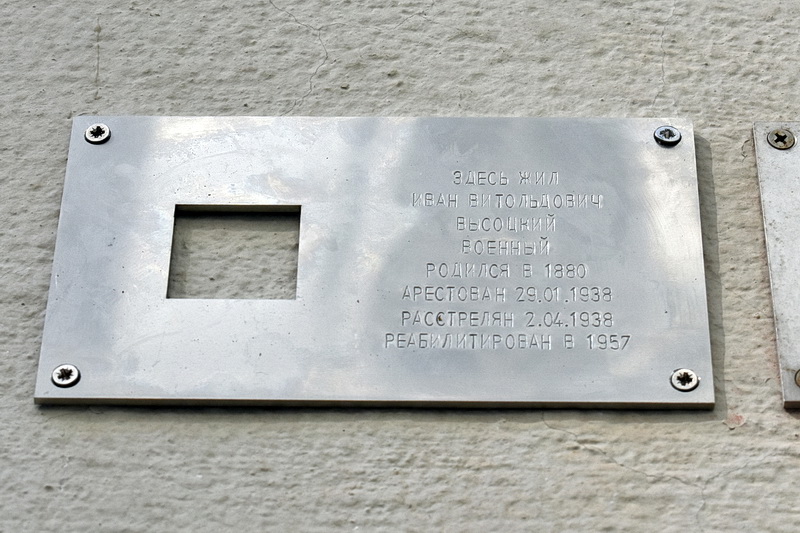 ЗДЕСЬ ЖИЛ
ИВАН ВИТОЛЬДОВИЧ
ВЫСОЦКИЙ
ВОЕННЫЙ
РОДИЛСЯ В 1880
АРЕСТОВАН 29.01.1938
РАССТРЕЛЯН 2.04.1938
РЕАБИЛИТИРОВАН В 1957